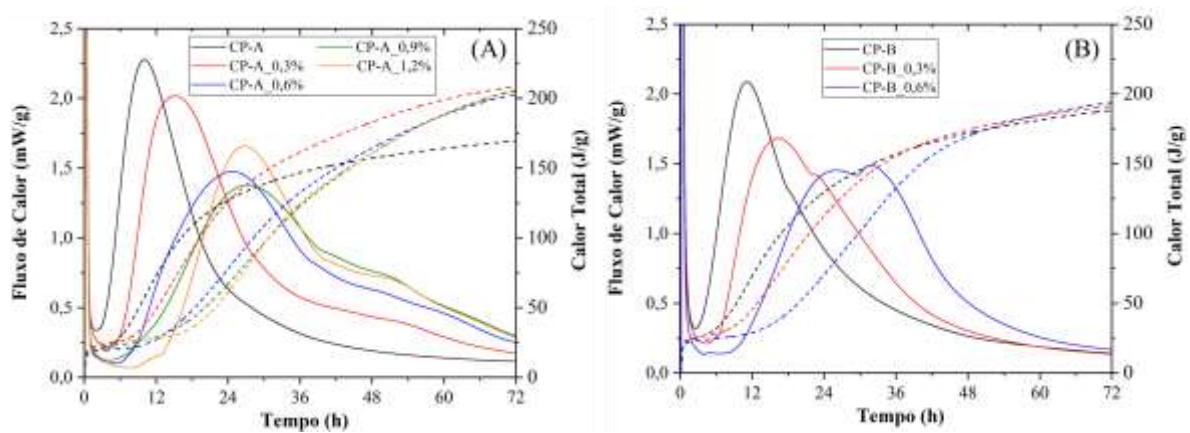 (A)
CP-A
CP-A_0,3%
CP-A_0,6%
CP-A_0,9%
CP-A_1,2%
Fluxo de Calor (mW/g)
2,5
2,0
1,5
1,0
0,5
0,0
Calor Total (J/g)
250
200
150
100
50
0
0 12 24 36 48 60 72
Tempo (h)
(B)
CP-B
CP-B_0,3%
CP-B_0,6%
Fluxo de Calor (mW/g)
2,5
2,0
1,5
1,0
0,5
0,0
Calor Total (J/g)
250
200
150
100
50
0
0 12 24 36 48 60 72
Tempo (h)